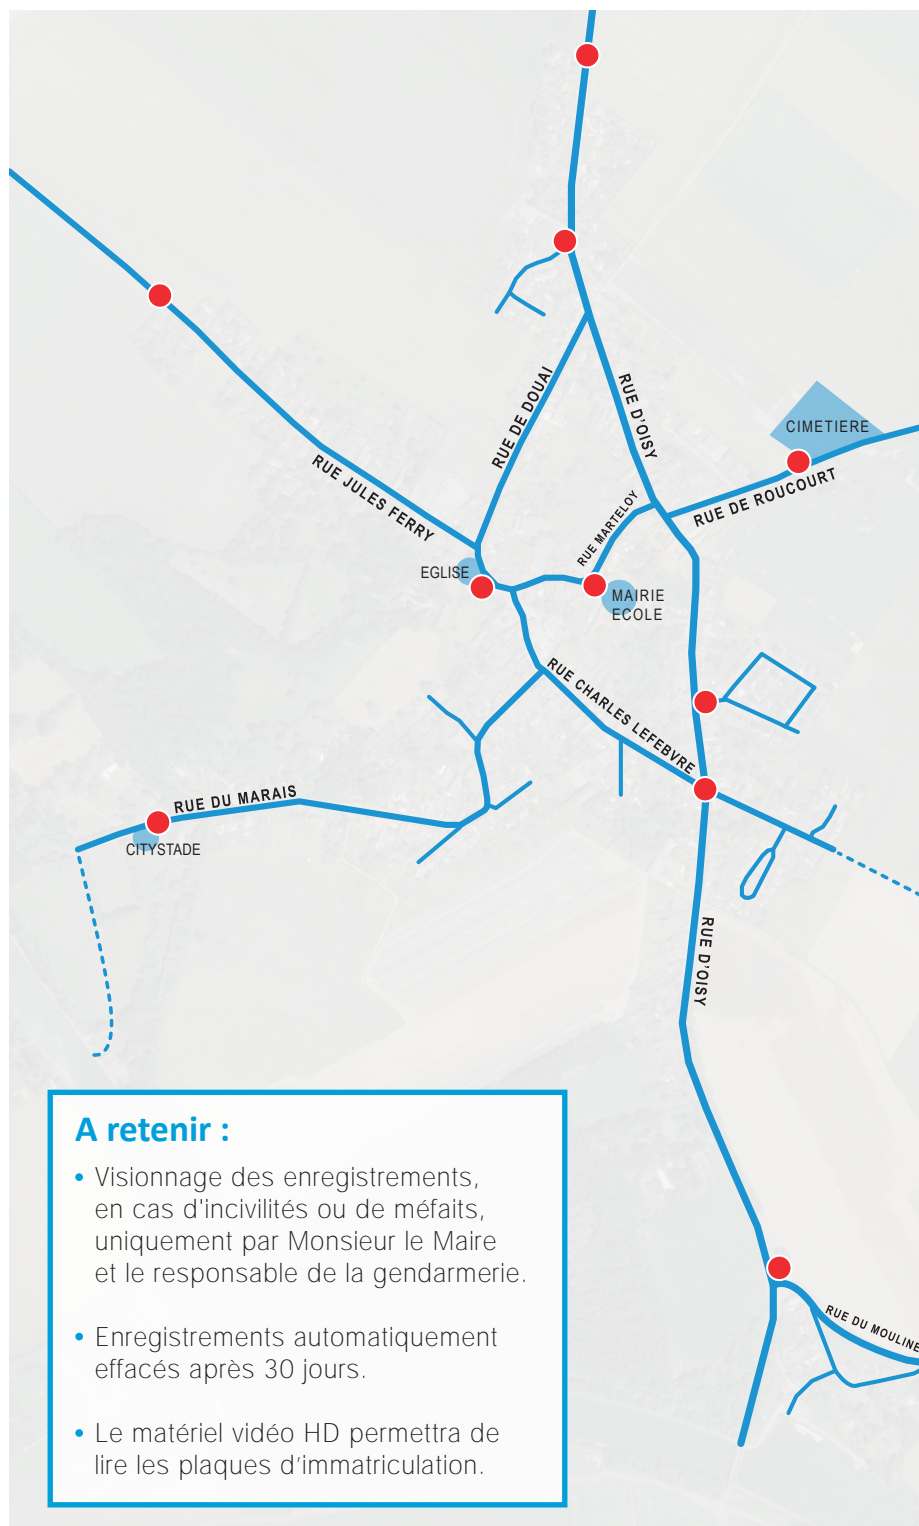 RUE DE DOUAI
RUE D'OISY
CIMETIERE
RUE JULES FERRY
RUE DE ROUCOURT
RUE MARTELOY
EGLISE
MAIRIE
ECOLE
RUE CHARLES LEFEBVRE
RUE DU MARAIS
CITYSTADE
RUE D'OISY
A retenir :
• Visionnage des enregistrements,
en cas d'incivilités ou de méfaits,
uniquement par Monsieur le Maire
et le responsable de la gendarmerie.
• Enregistrements automatiquement
effacés après 30 jours.
• Le matériel vidéo HD permettra de
lire les plaques d’immatriculation.
RUE DU MOULINE